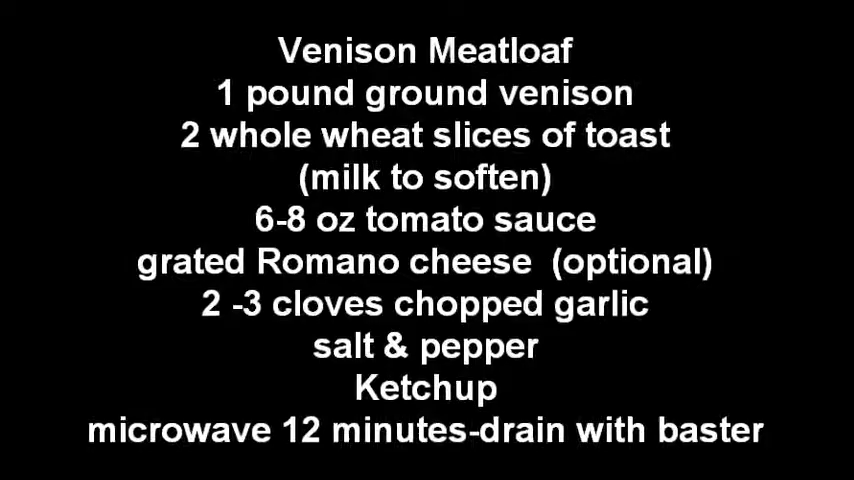 Venison Meatloaf
1 pound ground venison
2 whole wheat slices of toast
(milk to soften)
6-8 oz tomato sauce
grated Romano cheese  (optional)
2 -3 cloves chopped garlic
salt & pepper
Ketchup
microwave 12 minutes-drain with baster